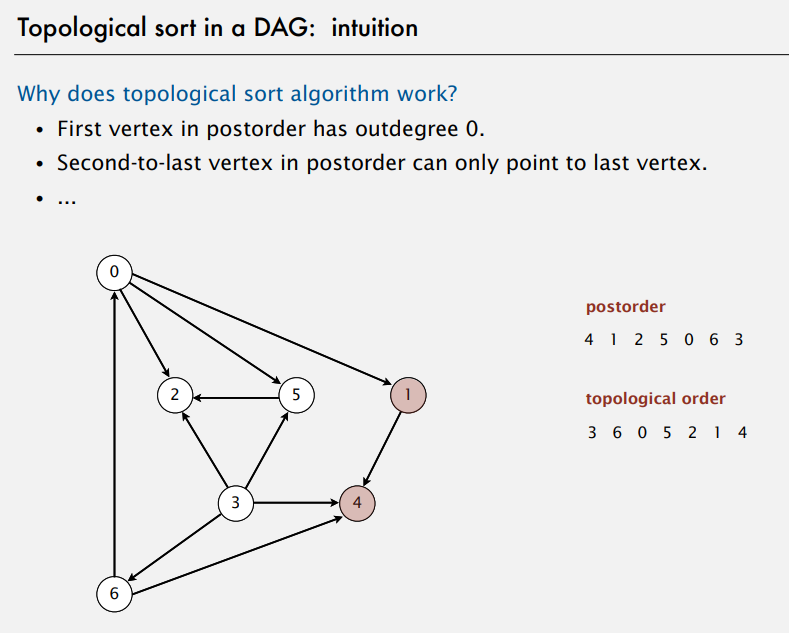 Topological sort in a DAG: intuition
Why does topological sort algorithm work?
• First vertex in postorder has outdegree 0.
• Second-to-last vertex in postorder can only point to last vertex.
• ...
0
postorder
4 1 2 5 0 6 3
2
5
1
topological order
3 6 0 5 2 1 4
3
4
6